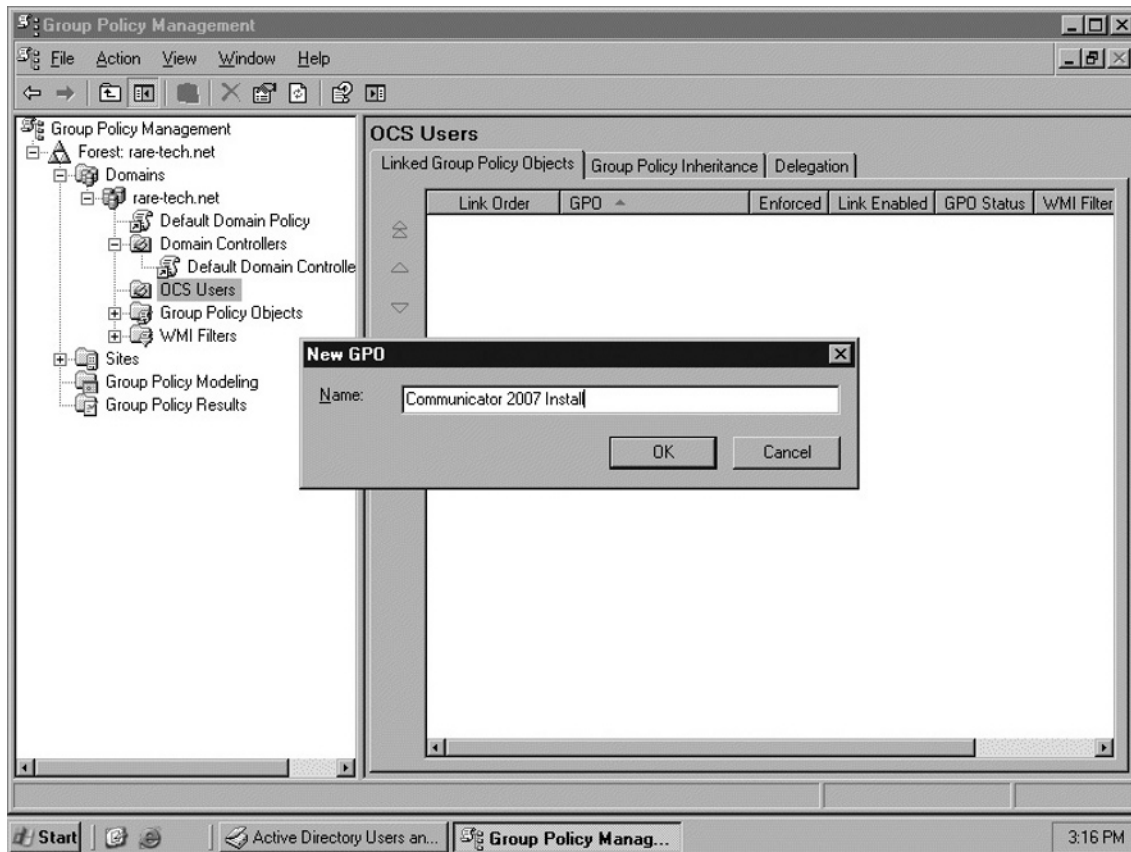 Group Policy Management
File Action View Window Help
Group Policy Management
Forest: rare-tech.net
Domains
rare-tech.net
Default Domain Policy
Domain Controllers
Default Domain Controlle
OCS Users
Group Policy Objects
WMI Filters
Sites
Group Policy Modeling
Group Policy Results
OCS Users
Linked Group Policy Objects Group Policy Inheritance Delegation
Link Order GPO Enforced Link Enabled GPO Status WMI Filter
New GPO
Name: Communicator 2007 Install
OK Cancel
Start Active Directory Users an... Group Policy Manag... 3:16 PM